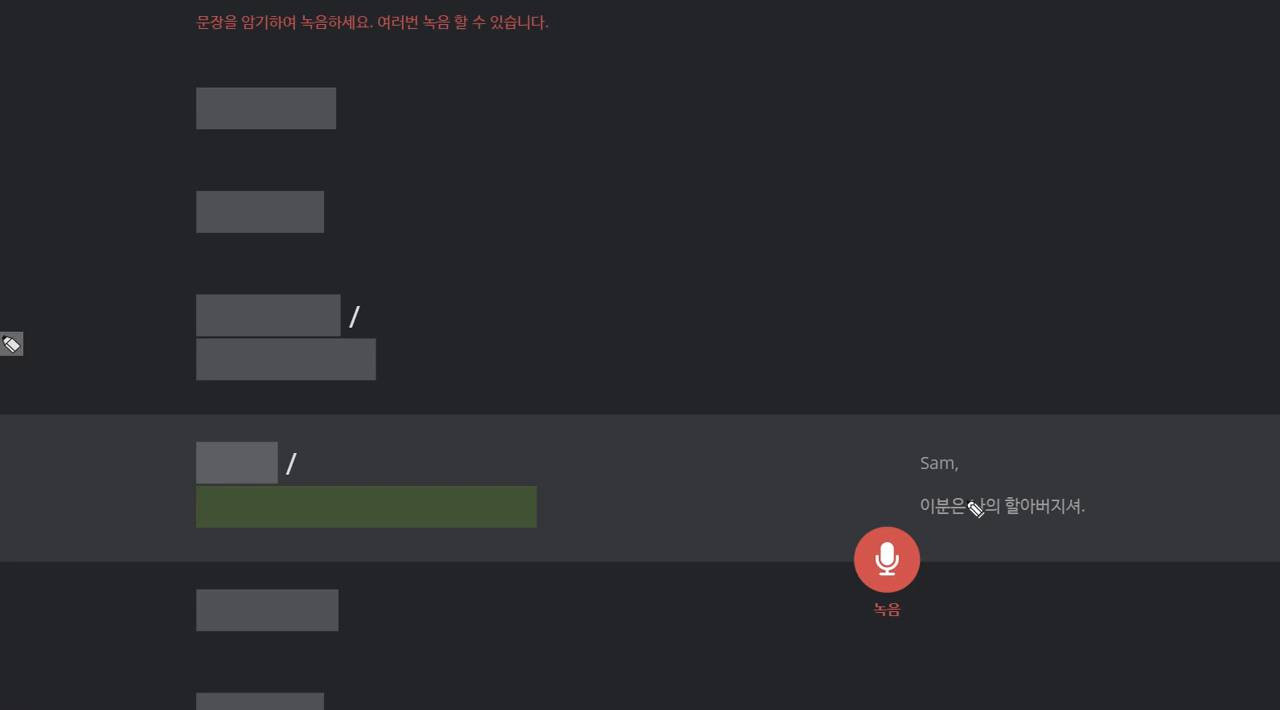 문장을 암기하여 녹음하세요. 여러번 녹음 할 수 있습니다.
/
/
Sam,
이분은 나의 할아버지셔.
녹음